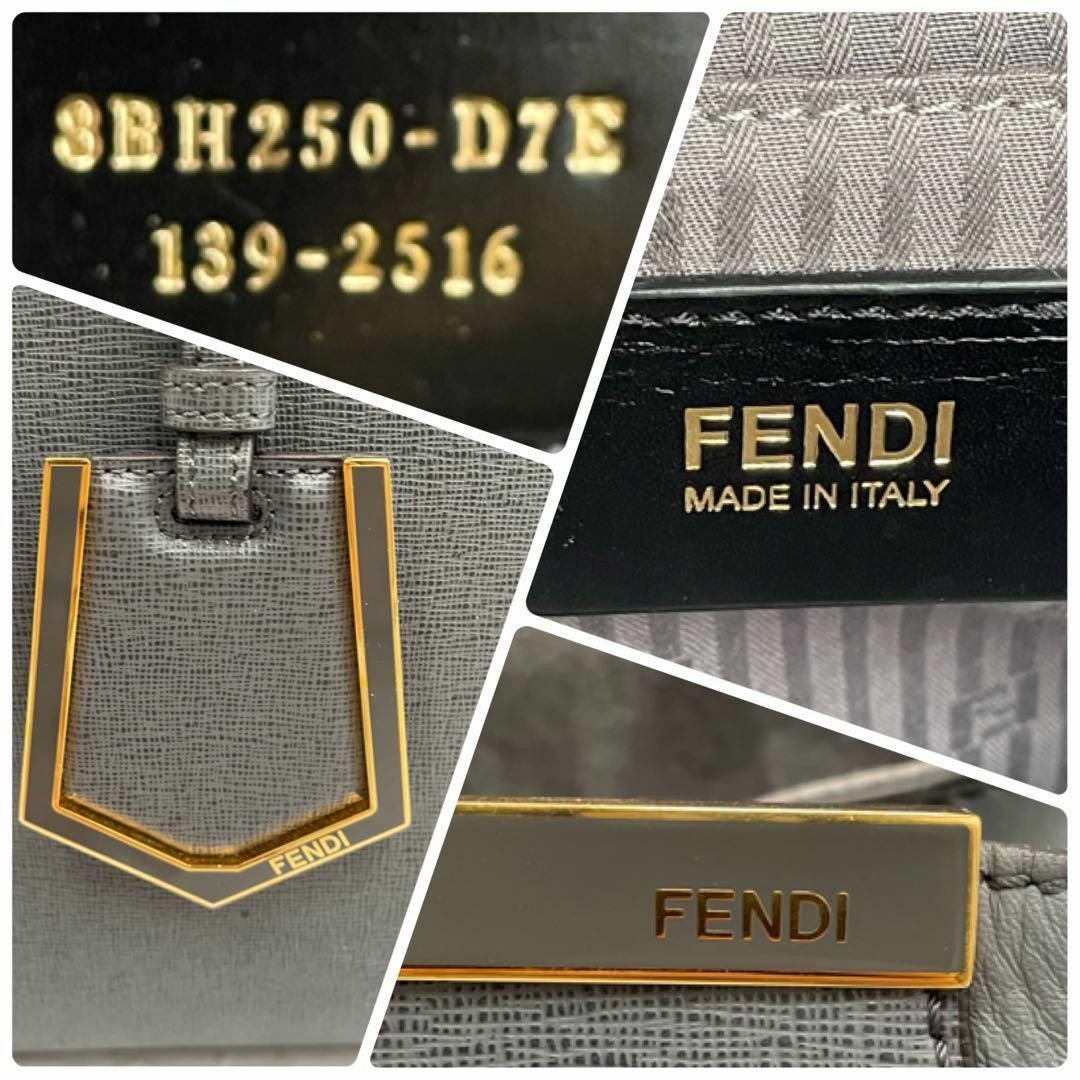 8BH250-D7E
139-2516
FENDI
MADE IN ITALY
FENDI
FENDI